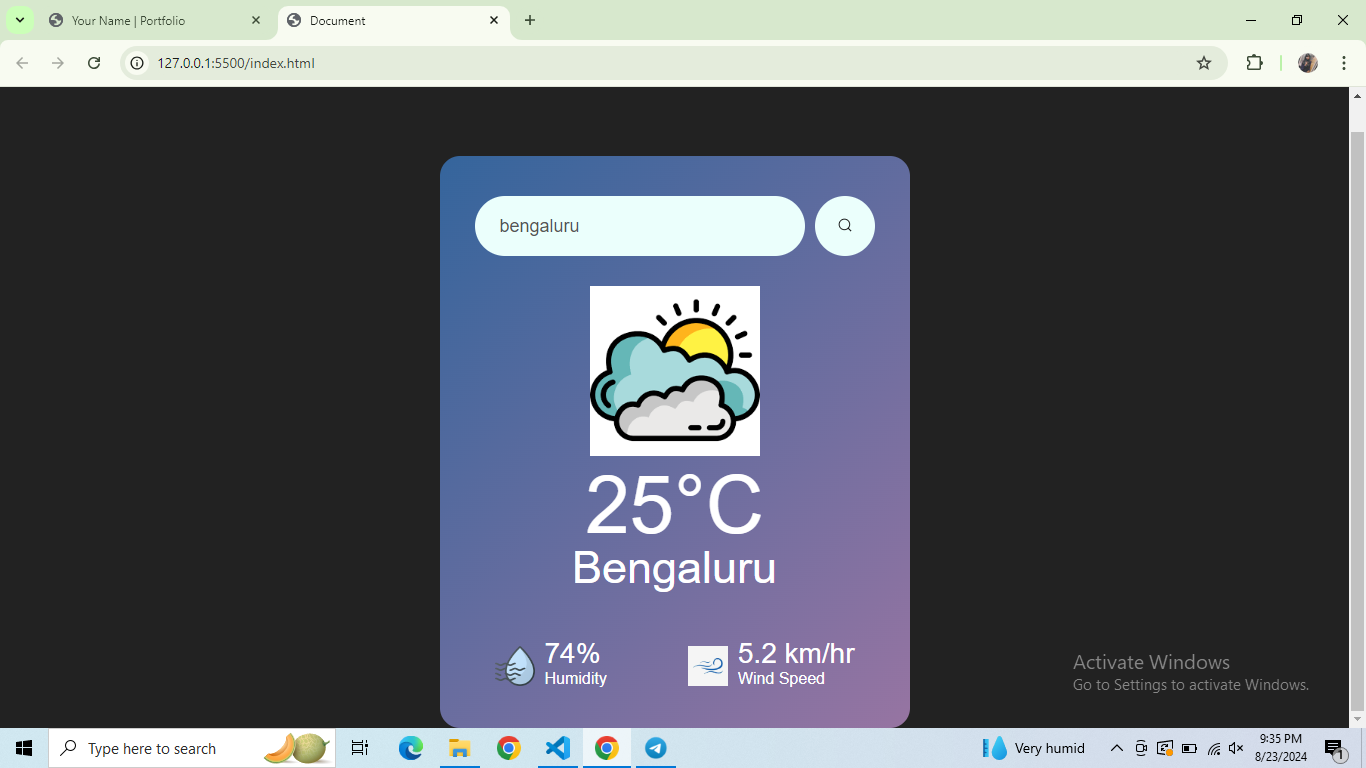 Your Name | Portfolio
Document
127.0.0.1:5500/index.html
bengaluru
25°C
Bengaluru
74%
Humidity
5.2 km/hr
Wind Speed
Activate Windows
Go to Settings to activate Windows.
Type here to search
Very humid
9:35 PM
8/23/2024
1